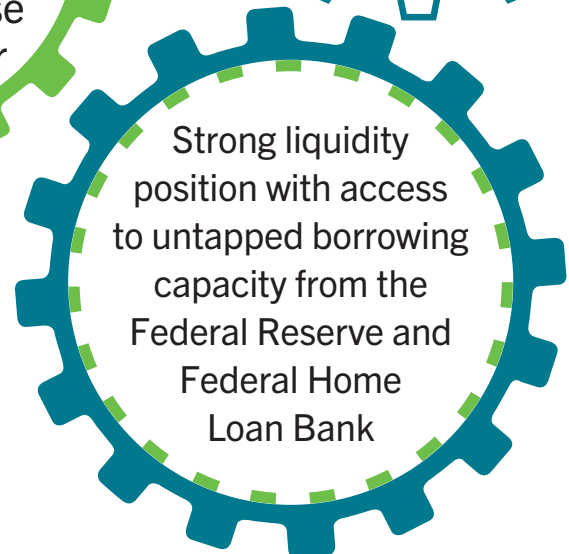 Strong liquidity
position with access
to untapped borrowing
capacity from the
Federal Reserve and
Federal Home
Loan Bank